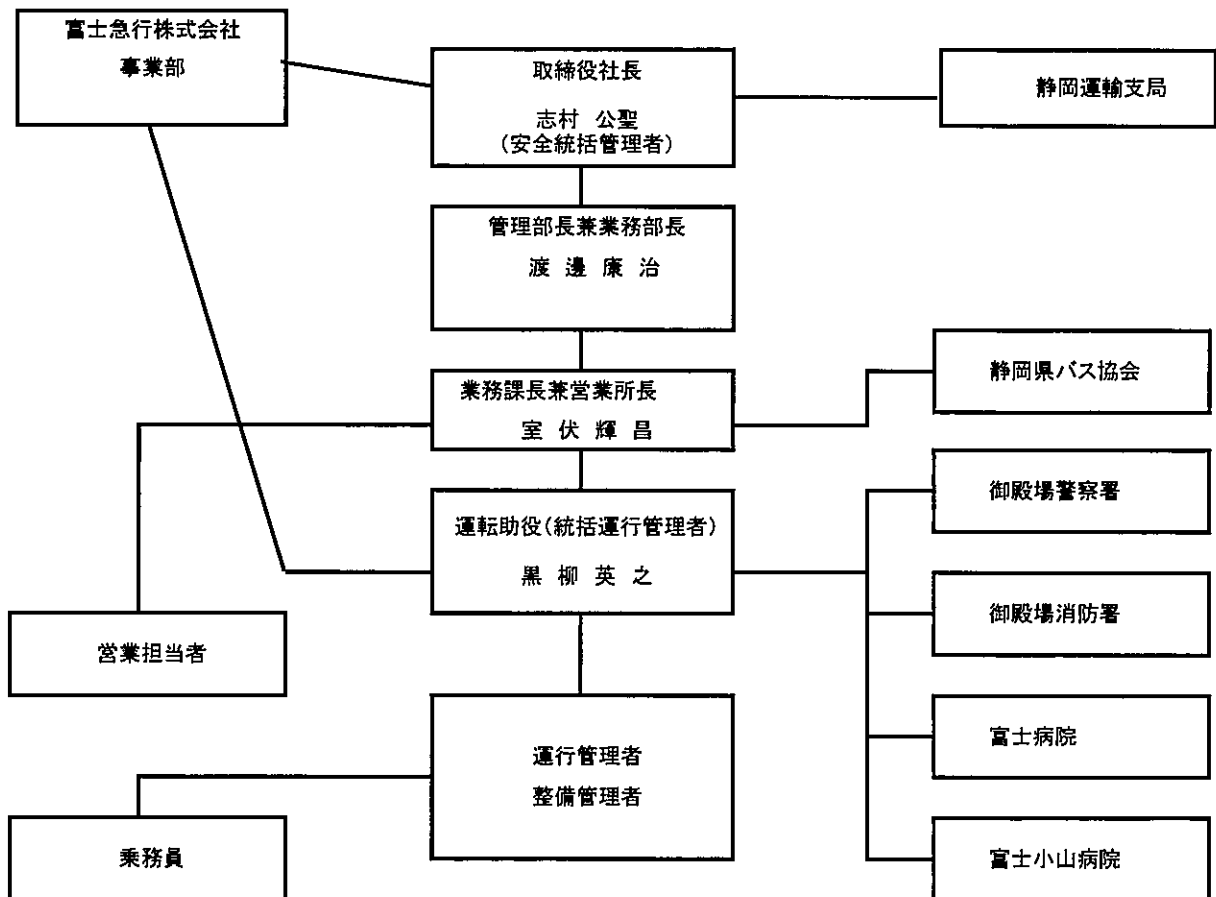 富士急行株式会社
事業部
取締役社長
志村 公聖
(安全統括管理者)
静岡運輸支局
管理部長兼業務部長
渡 邊 康 治
業務課長兼営業所長
室 伏 輝 昌
静岡県バス協会
運転助役(統括運行管理者)
黒 柳 英 之
御殿場警察署
御殿場消防署
営業担当者
運行管理者
整備管理者
富士病院
乗務員
富士小山病院